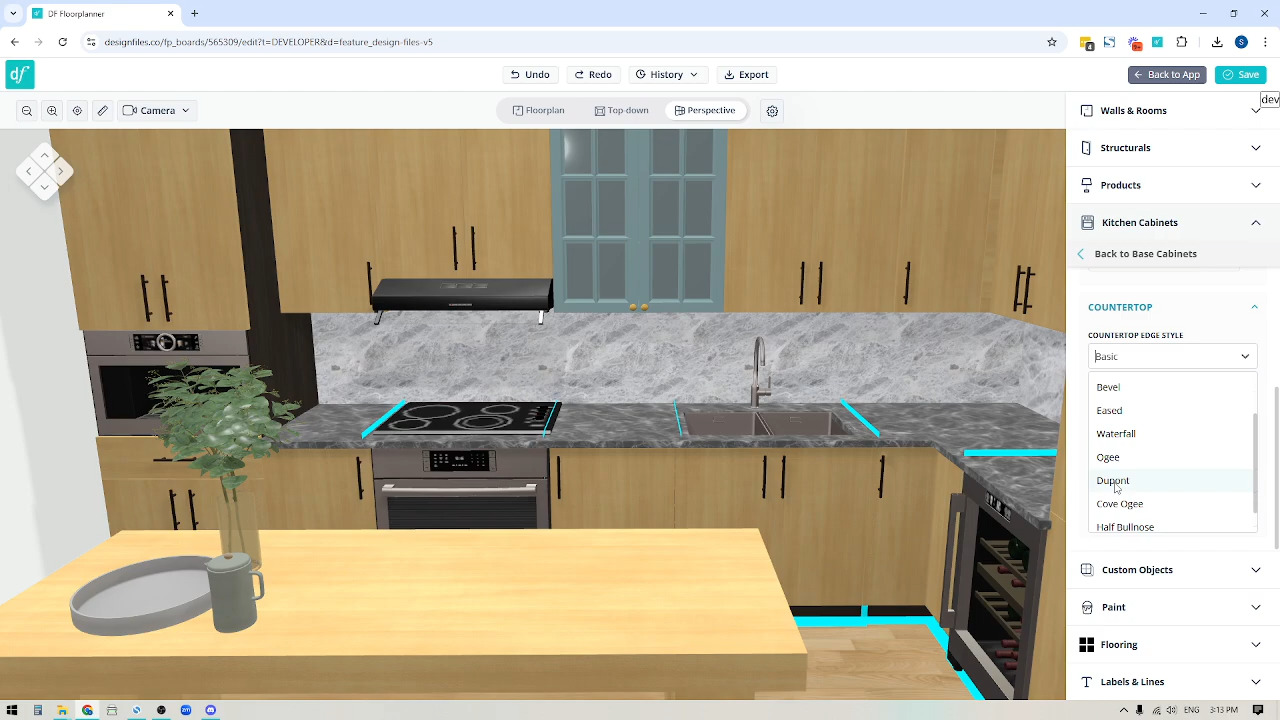 DF Floorplanner
designfiles.co/fp_boards/565309/edit?t=DEVELOPER&d=feature_design-files-v5
df
Undo
Redo
History
Export
Back to App
Save
dev
Camera
Floorplan
Top-down
Perspective
Walls & Rooms
Structurals
Products
Kitchen Cabinets
Back to Base Cabinets
COUNTERTOP
COUNTERTOP EDGE STYLE
Basic
Bevel
Eased
Waterfall
Ogee
Dupont
Cove Ogee
Half Bullnose
Custom Objects
Paint
Flooring
Labels & Lines
ENG
3:13 PM